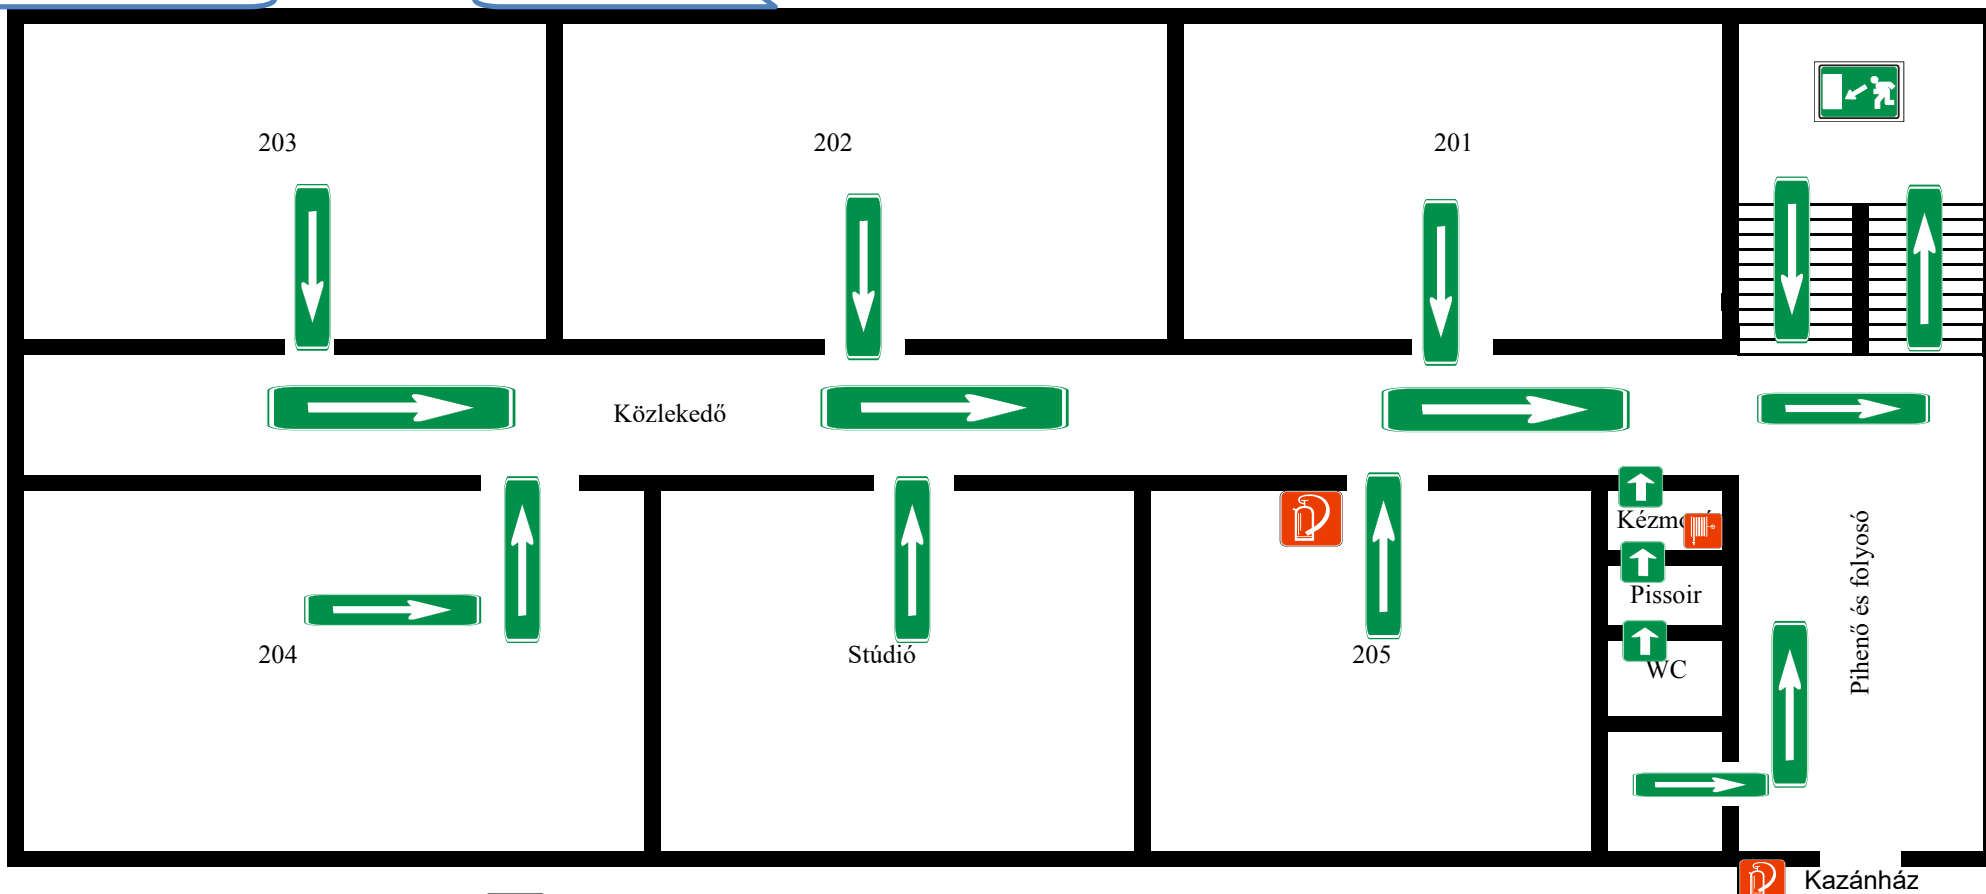 203
202
201
Közlekedő
Pissoir
204
Stúdió
205
WC
Pihenő és folyosó
Kazánház